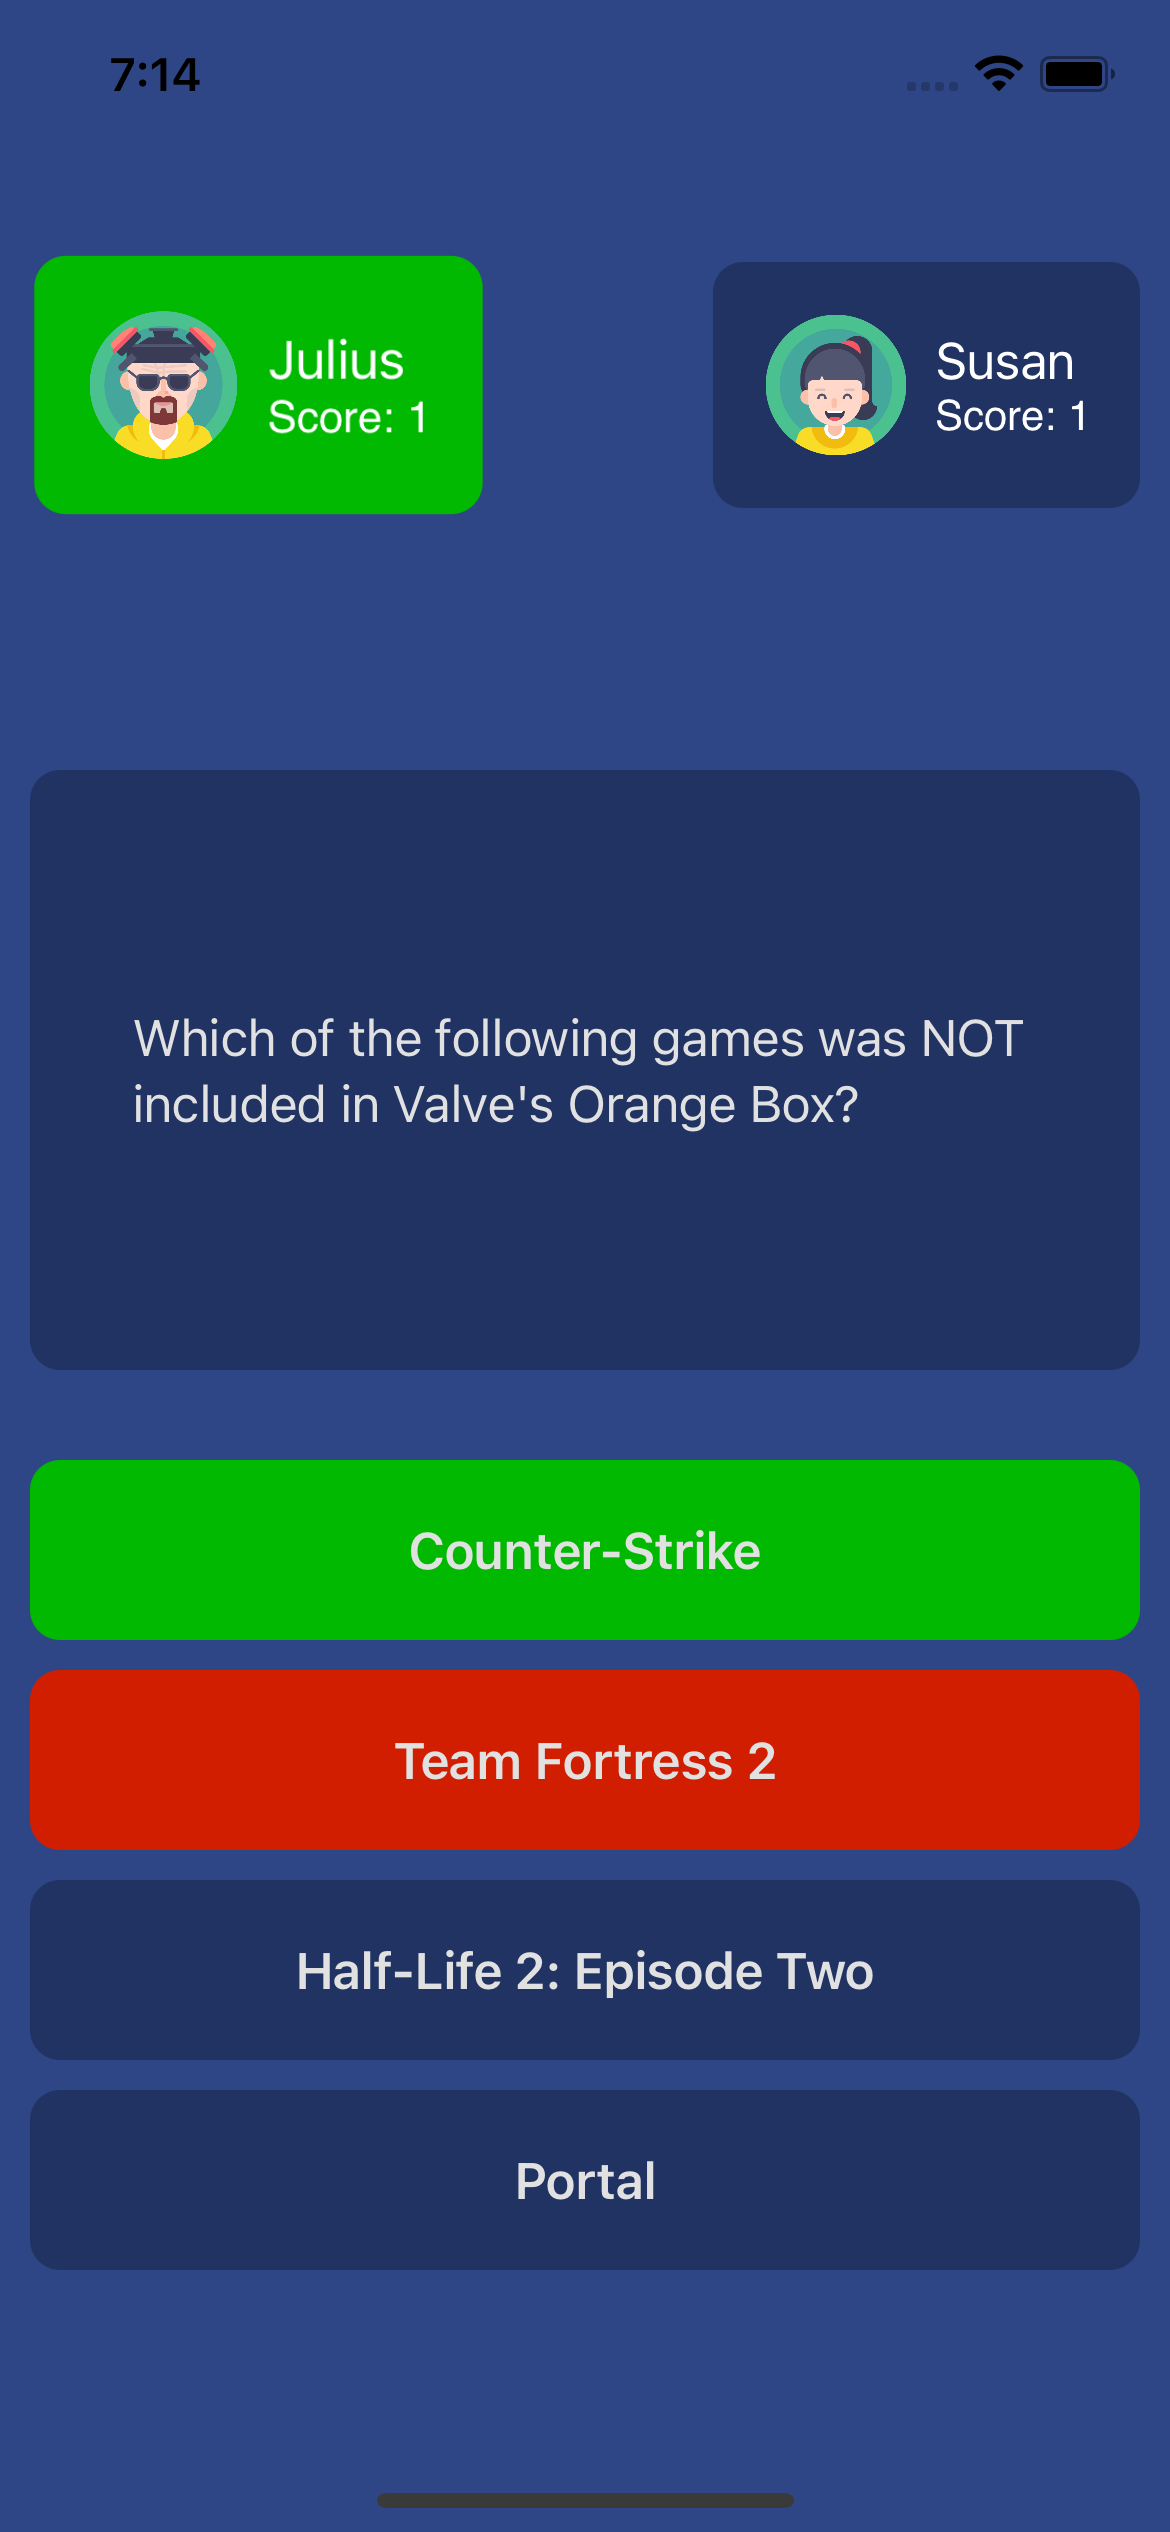 7:14
Julius
Score: 1
Susan
Score: 1
Which of the following games was NOT
included in Valve's Orange Box?
Counter-Strike
Team Fortress 2
Half-Life 2: Episode Two
Portal